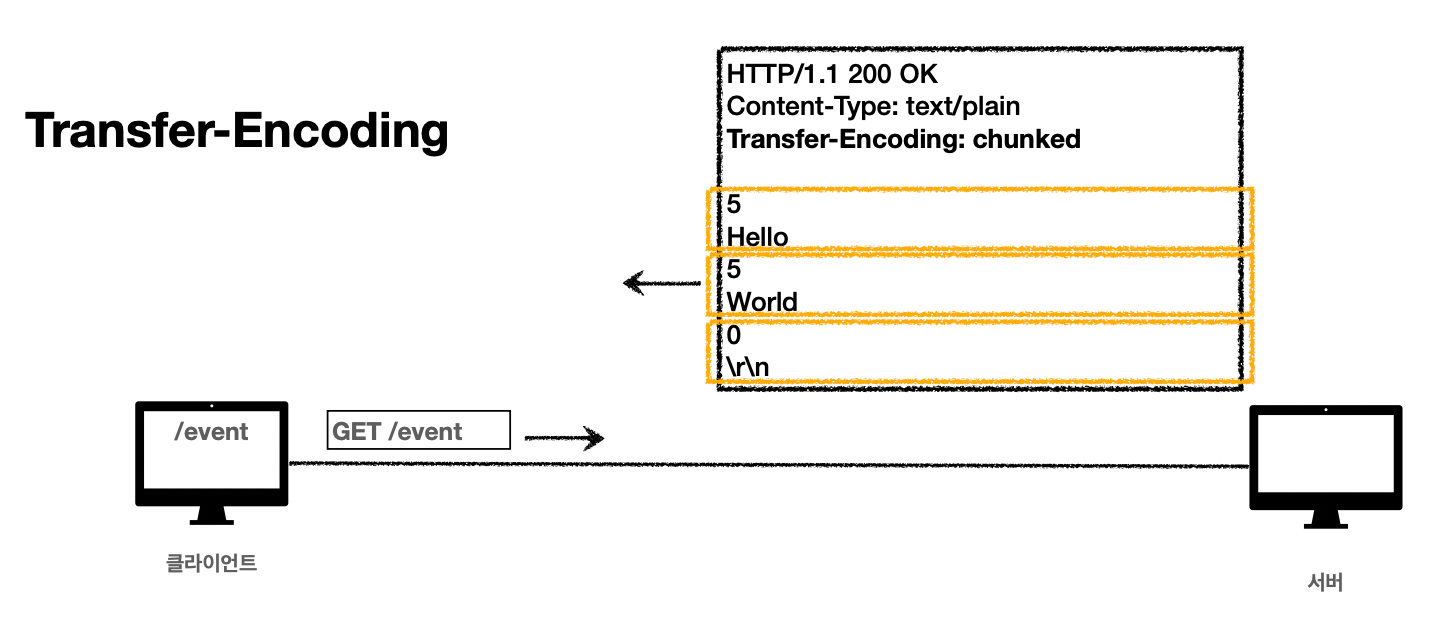 Transfer-Encoding
HTTP/1.1 200 OK
Content-Type: text/plain
Transfer-Encoding: chunked
5
Hello
5
World
0
\r\n
/event
GET /event
클라이언트
서버